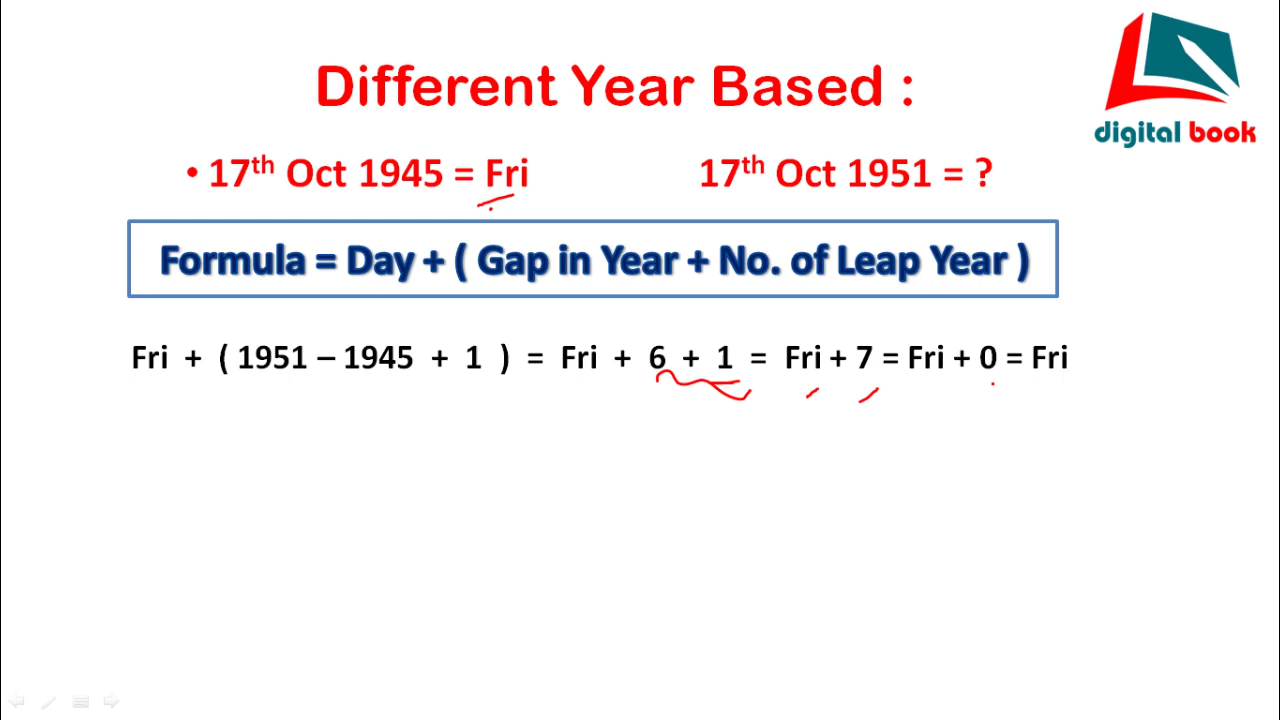 Different Year Based :
digital book
• 17th Oct 1945 = Fri 17th Oct 1951 = ?
Formula = Day + ( Gap in Year + No. of Leap Year )
Fri + ( 1951 – 1945 + 1 ) = Fri + 6 + 1 = Fri + 7 = Fri + 0 = Fri